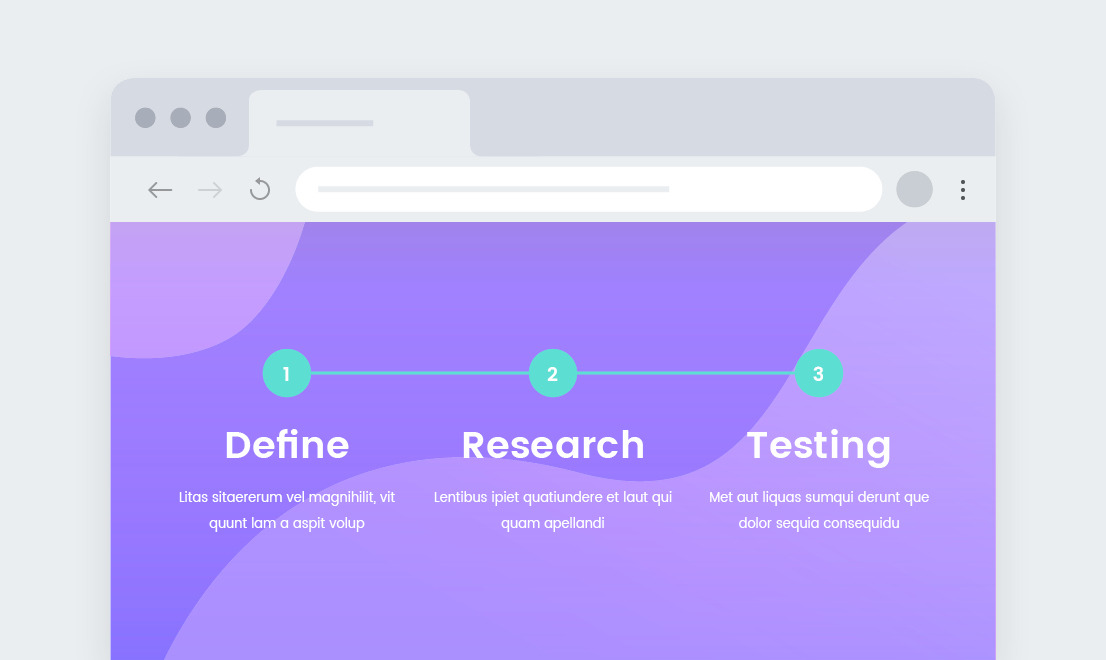 1 2 3
Define Research Testing
Litas sitaererum vel magnihilit, vit
quunt lam a aspit volup
Lentibus ipiet quatiundere et laut qui
quam apellandi
Met aut liquas sumqui derunt que
dolor sequia consequidu